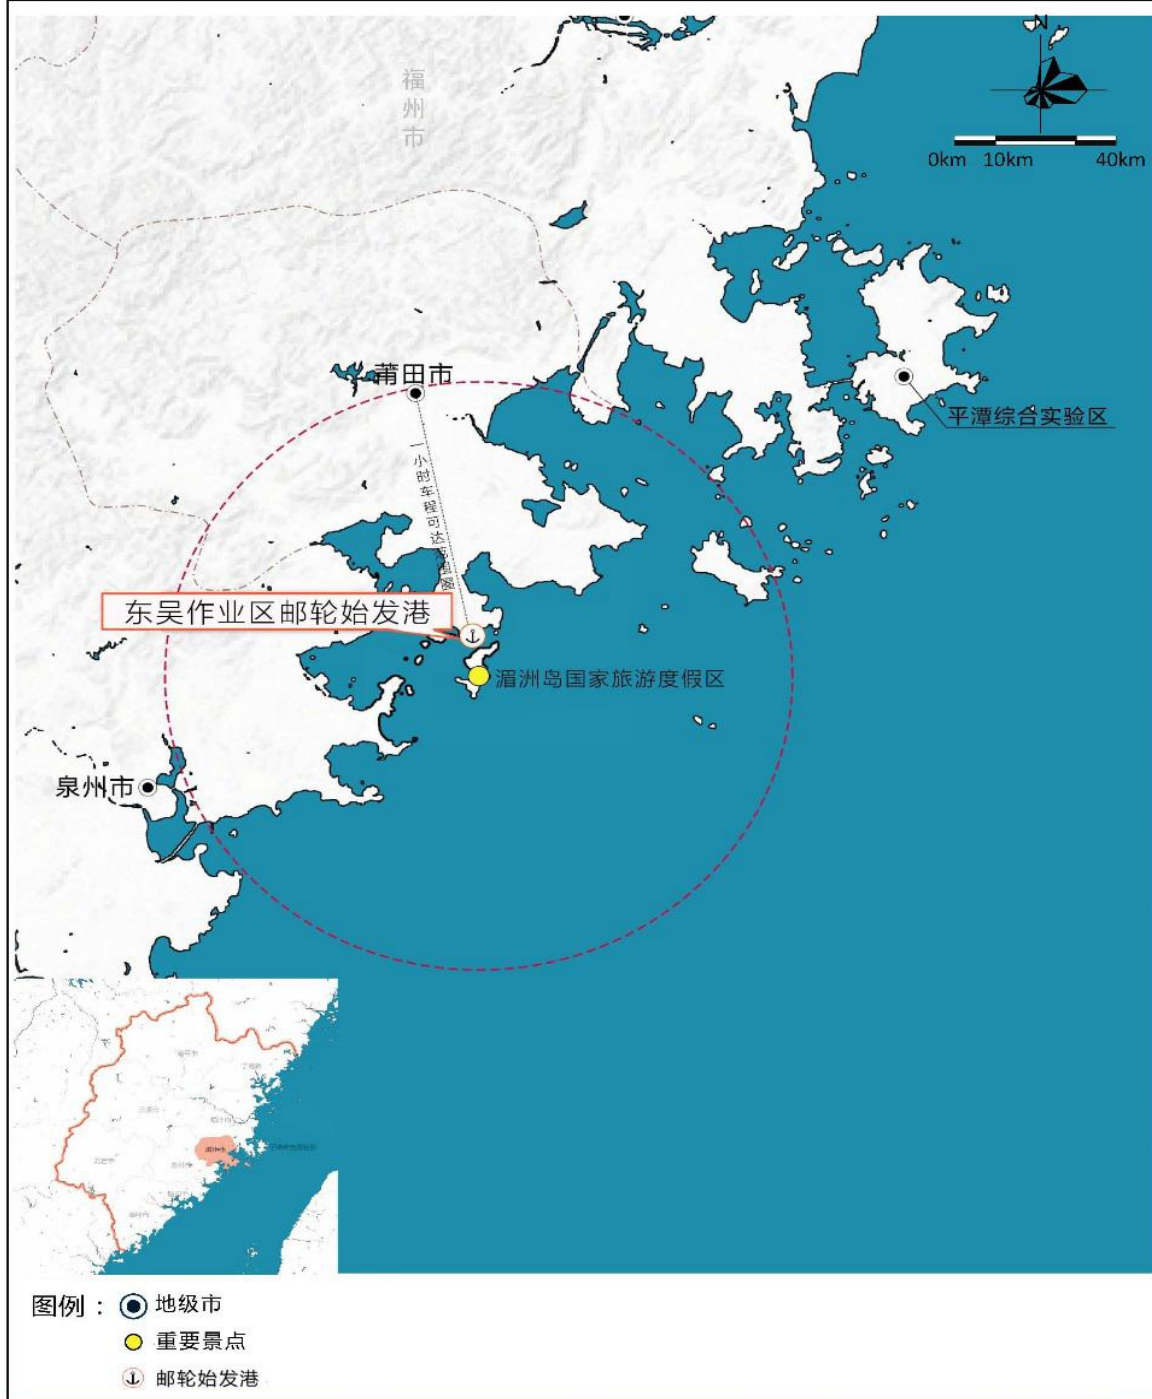 N
福州市
0km 10km 40km
莆田市
平潭综合实验区
一小时车程可达范围圈
东吴作业区邮轮始发港
湄洲岛国家旅游度假区
泉州市
图例：
地级市
重要景点
邮轮始发港